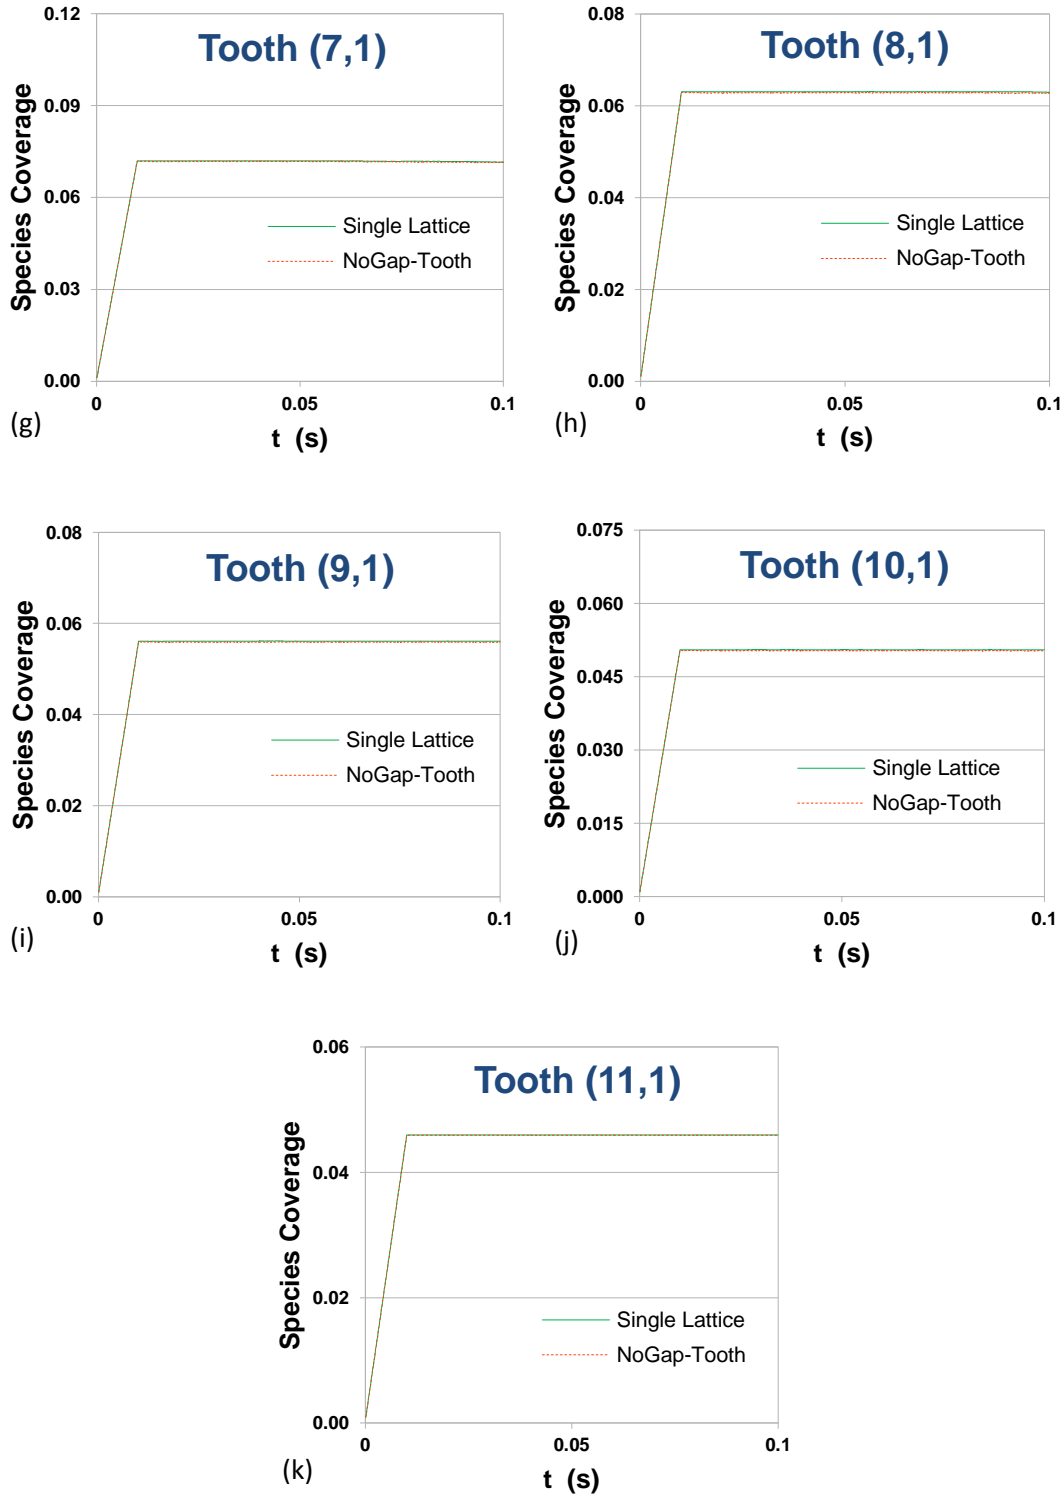 Tooth (7,1)
Species Coverage
0.12
0.09
0.06
0.03
0.00
0
0.05
0.1
Single Lattice
NoGap-Tooth
t (s)
(g)
Tooth (8,1)
Species Coverage
0.08
0.06
0.04
0.02
0.00
0
0.05
0.1
Single Lattice
NoGap-Tooth
t (s)
(h)
Tooth (9,1)
Species Coverage
0.08
0.06
0.04
0.02
0.00
0
0.05
0.1
Single Lattice
NoGap-Tooth
t (s)
(i)
Tooth (10,1)
Species Coverage
0.075
0.060
0.045
0.030
0.015
0.000
0
0.05
0.1
Single Lattice
NoGap-Tooth
t (s)
(j)
Tooth (11,1)
Species Coverage
0.06
0.04
0.02
0.00
0
0.05
0.1
Single Lattice
NoGap-Tooth
t (s)
(k)